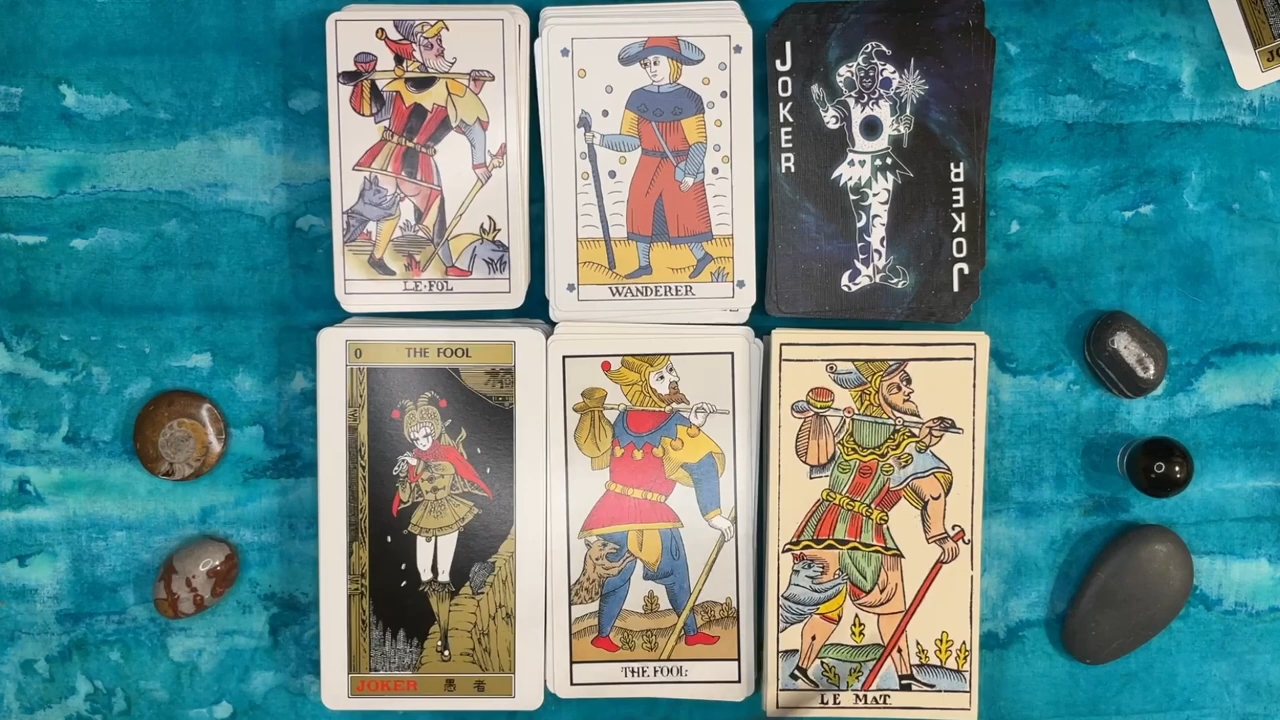 LE·FOL
WANDERER
JOKER
JOKER
0 THE FOOL
JOKER 愚者
THE FOOL:
LE MAT.